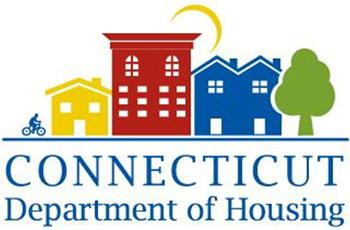 CONNECTICUT
Department of Housing